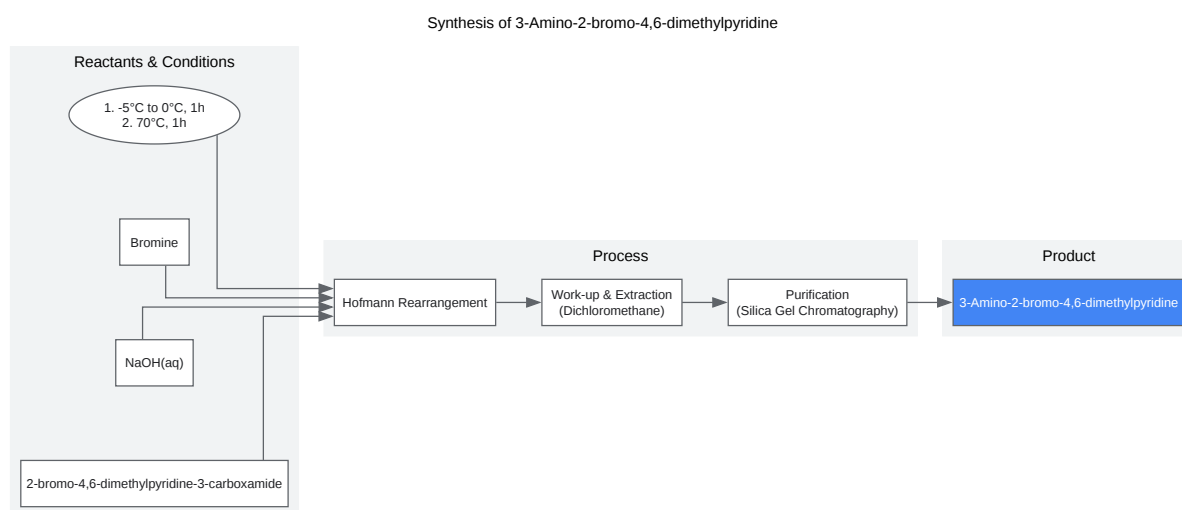 Synthesis of 3-Amino-2-bromo-4,6-dimethylpyridine
Reactants & Conditions
1. -5°C to 0°C, 1h
2. 70°C, 1h
Bromine
NaOH(aq)
2-bromo-4,6-dimethylpyridine-3-carboxamide
Process
Hofmann Rearrangement
Work-up & Extraction
(Dichloromethane)
Purification
(Silica Gel Chromatography)
Product
3-Amino-2-bromo-4,6-dimethylpyridine